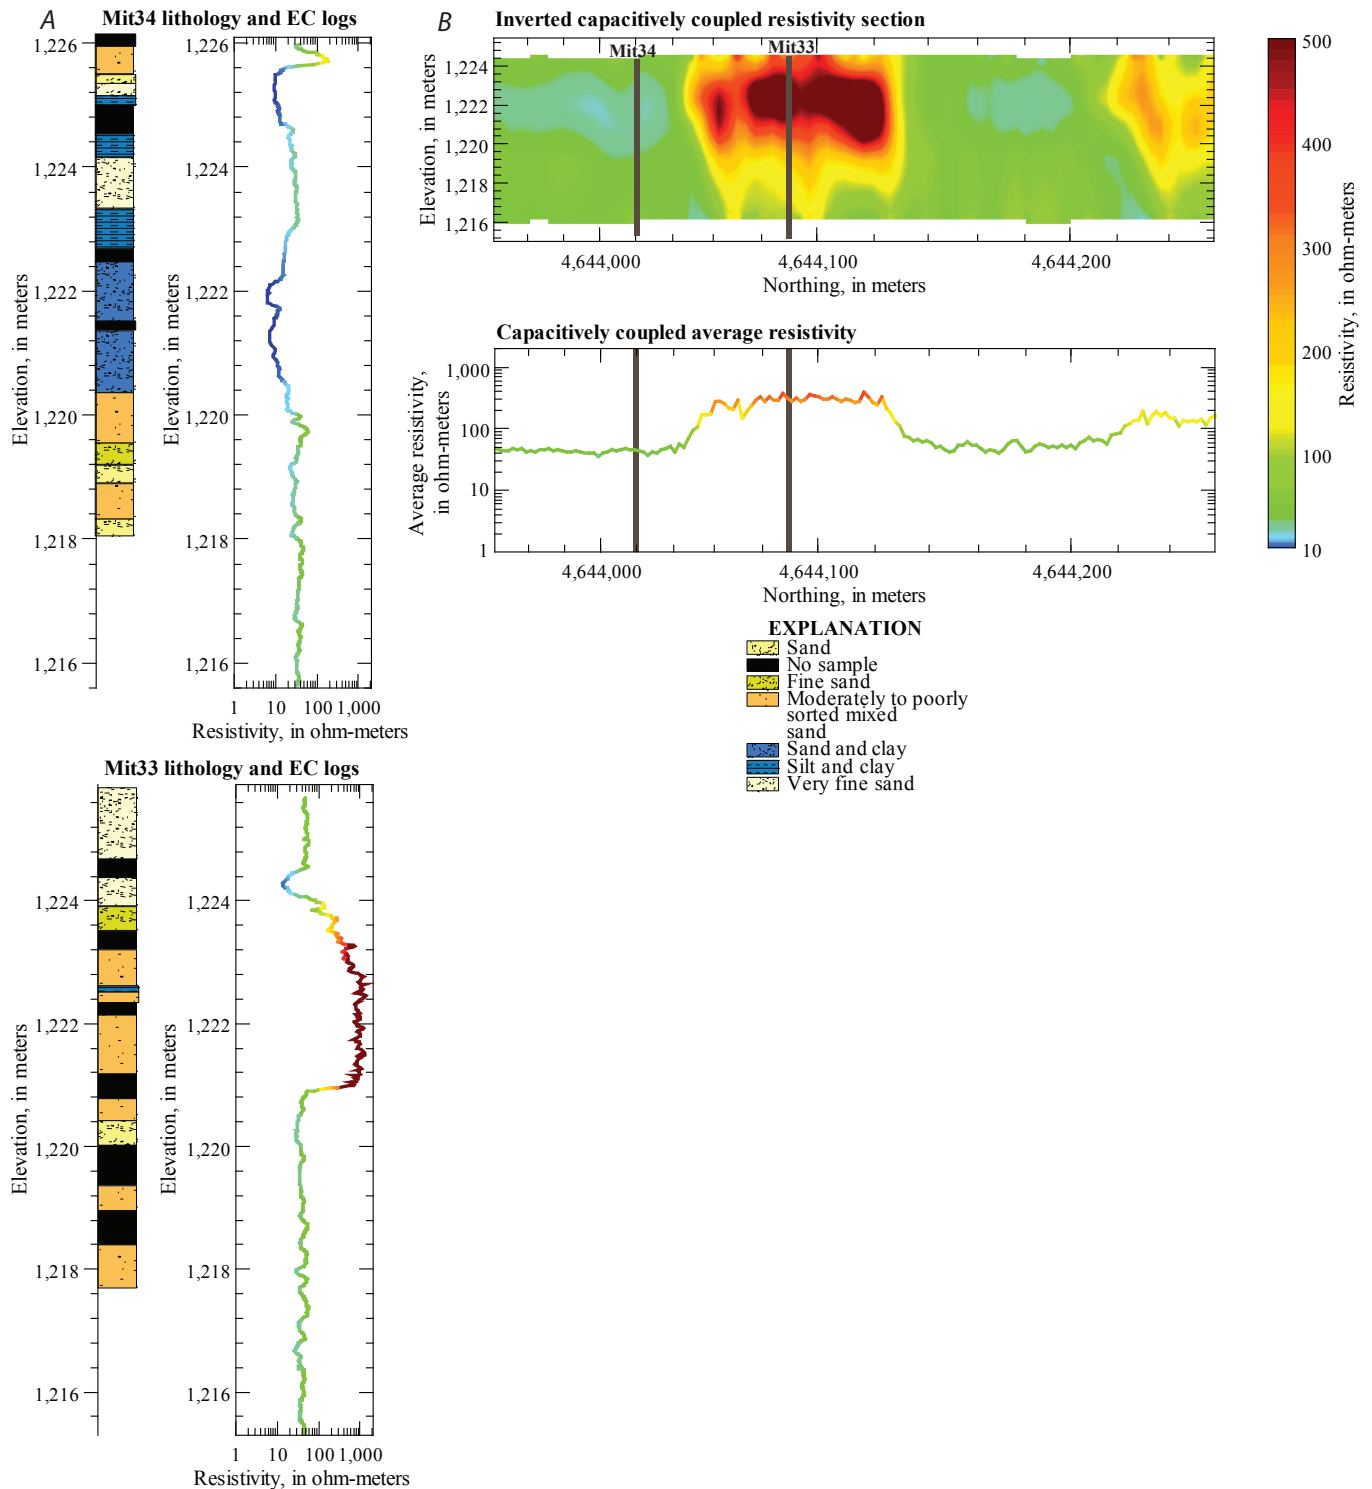 A
Mit34 lithology and EC logs
1,226
1,224
1,222
1,220
1,218
1,216
Elevation, in meters
1,226
1,224
1,222
1,220
1,218
1,216
Elevation, in meters
1 10 100 1,000
Resistivity, in ohm-meters
Mit33 lithology and EC logs
1,224
1,222
1,220
1,218
1,216
Elevation, in meters
1,224
1,222
1,220
1,218
1,216
Elevation, in meters
1 10 100 1,000
Resistivity, in ohm-meters
B
Inverted capacitively coupled resistivity section
Mit34
Mit33
1,224
1,222
1,220
1,218
1,216
Elevation, in meters
4,644,000 4,644,100 4,644,200
Northing, in meters
Capacitively coupled average resistivity
1,000
100
10
1
Average resistivity,
in ohm-meters
4,644,000 4,644,100 4,644,200
Northing, in meters
500
400
300
200
100
10
Resistivity, in ohm-meters
EXPLANATION
Sand
No sample
Fine sand
Moderately to poorly
sorted mixed
sand
Sand and clay
Silt and clay
Very fine sand